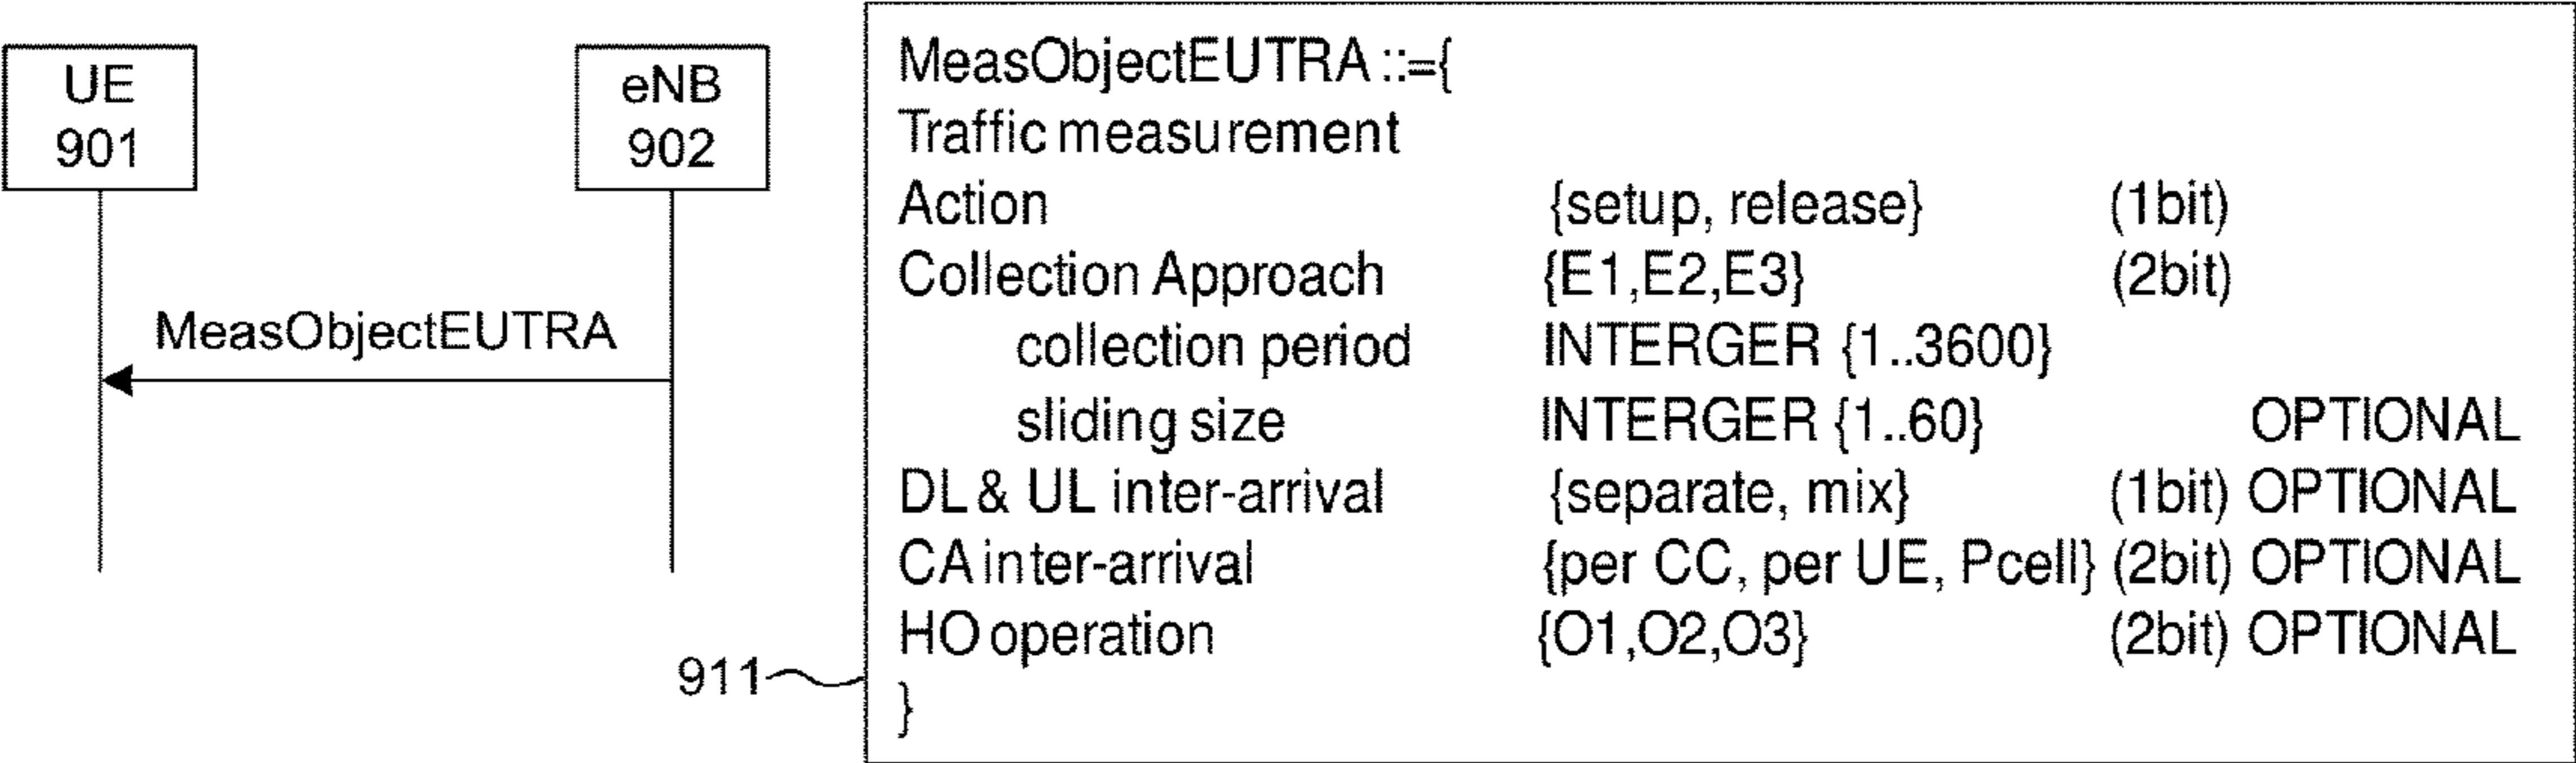 UE
901
eNB
902
MeasObjectEUTRA
911
MeasObjectEUTRA ::={
Traffic measurement
Action {setup, release} (1bit)
Collection Approach {E1,E2,E3} (2bit)
collection period INTERGER {1..3600}
sliding size INTERGER {1..60} OPTIONAL
DL & UL inter-arrival {separate, mix} (1bit) OPTIONAL
CA inter-arrival {per CC, per UE, Pcell} (2bit) OPTIONAL
HO operation {O1,O2,O3} (2bit) OPTIONAL
}